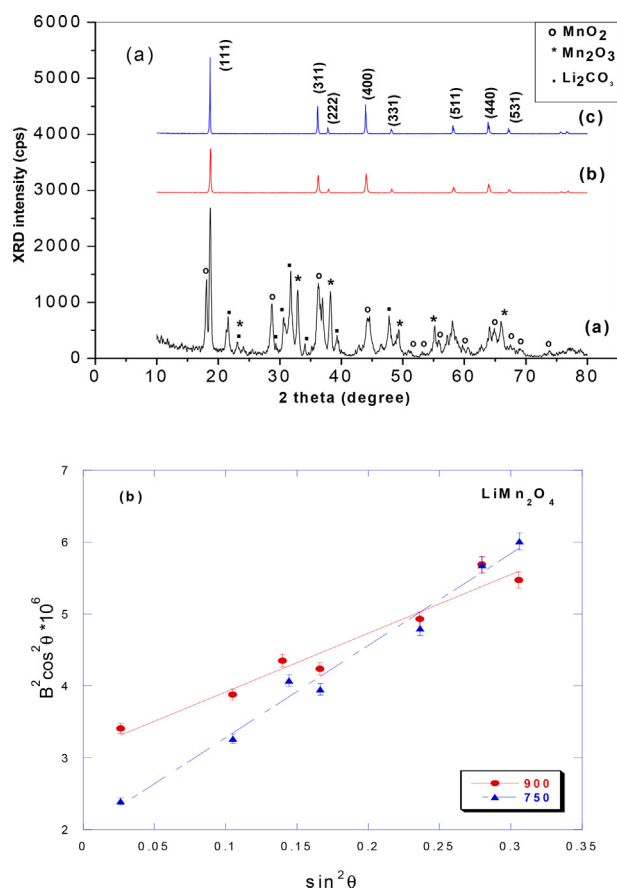 6000
5000
4000
3000
2000
1000
0
XRD intensity (cps)
(a)
o MnO₂
* Mn₂O₃
. Li₂CO₃
(111)
(311)
(222)
(400)
(331)
(511)
(440)
(531)
(c)
(b)
(a)
0 10 20 30 40 50 60 70 80
2 theta (degree)
(b)
LiMn₂O₄
7
6
5
4
3
2
B² cos² θ *10⁶
900
750
0 0.05 0.1 0.15 0.2 0.25 0.3 0.35
sin² θ